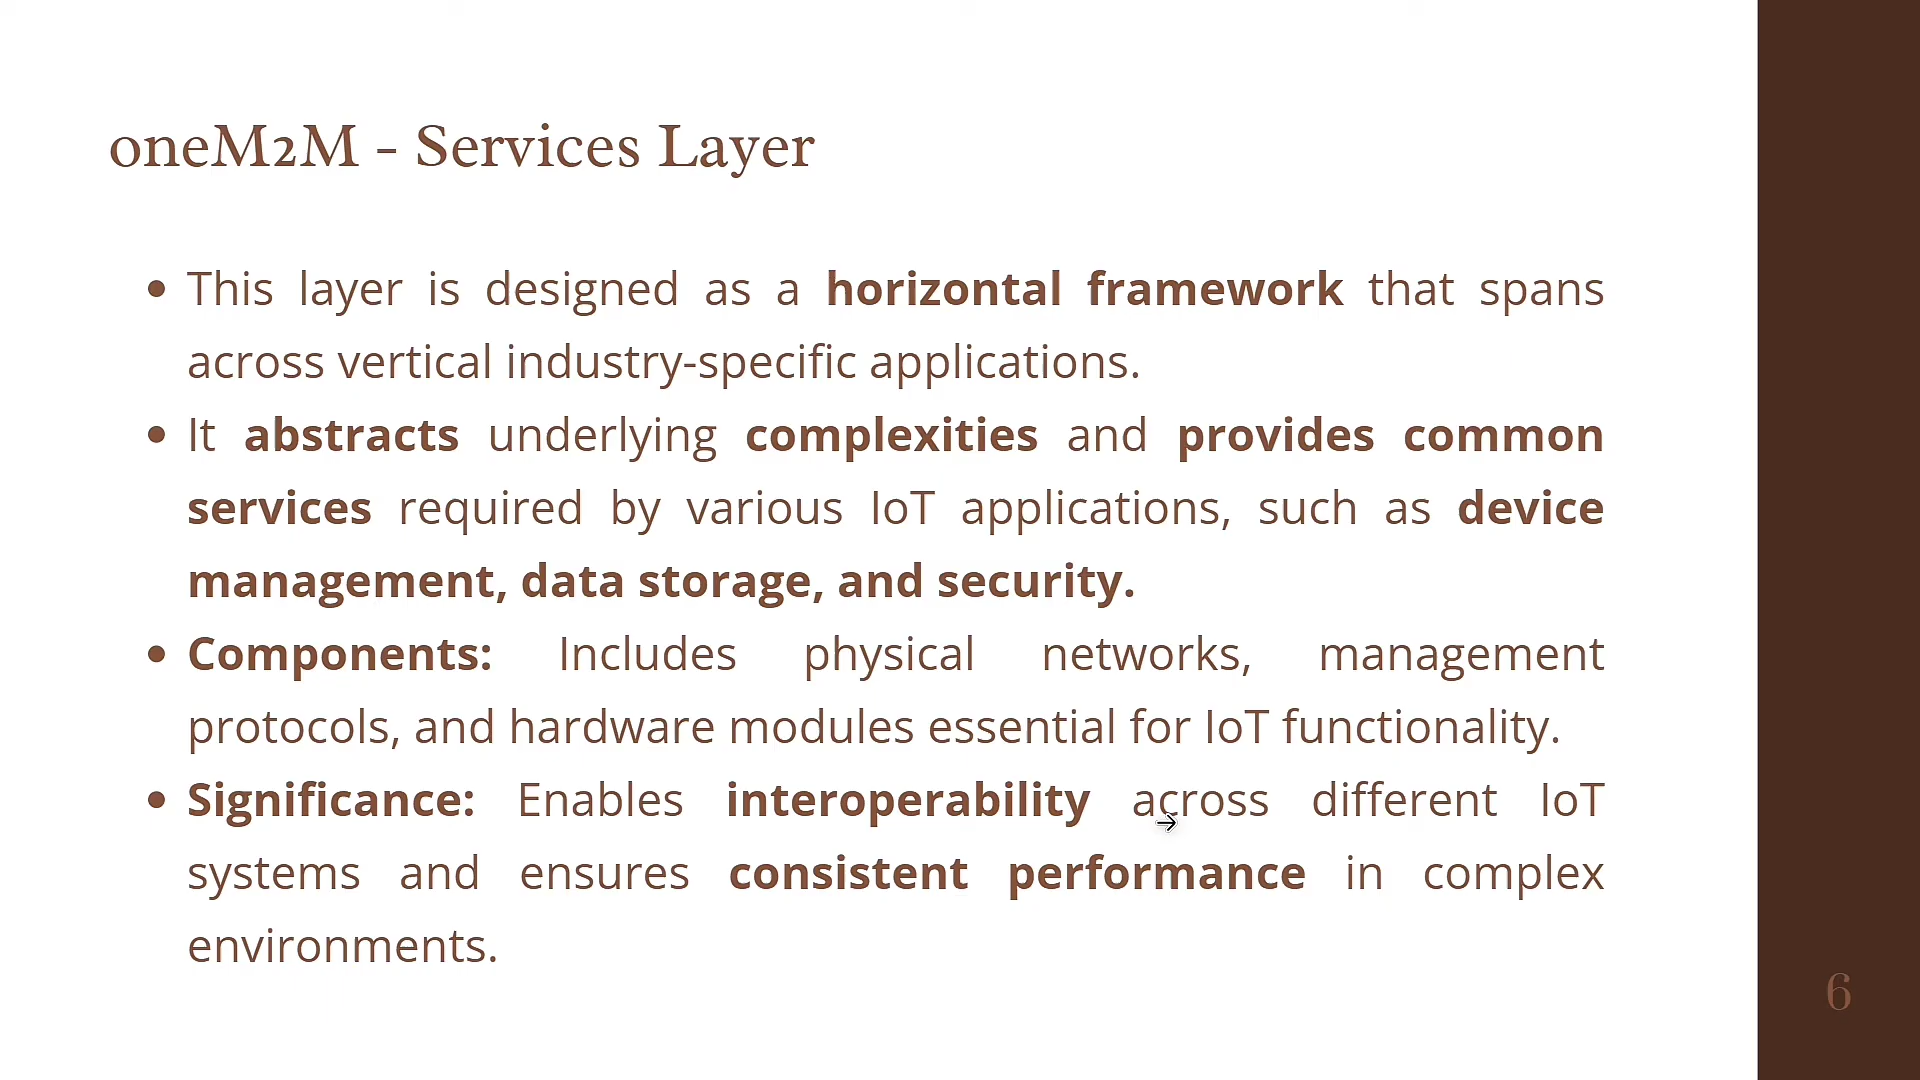 oneM2M - Services Layer
• This layer is designed as a horizontal framework that spans
across vertical industry-specific applications.
• It abstracts underlying complexities and provides common
services required by various IoT applications, such as device
management, data storage, and security.
• Components: Includes physical networks, management
protocols, and hardware modules essential for IoT functionality.
• Significance: Enables interoperability across different IoT
systems and ensures consistent performance in complex
environments.
6